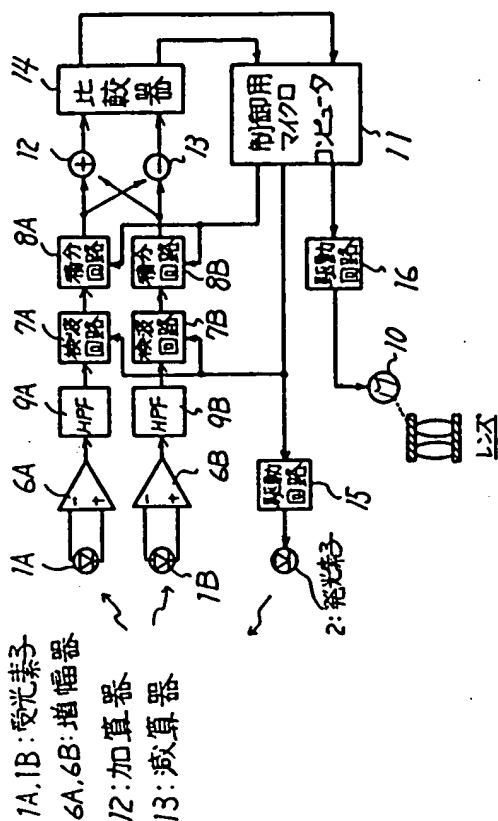 1A
6A
9A
HPF
7A
検波
回路
8A
積分
回路
12
+
14
比較器
1B
6B
9B
HPF
7B
検波
回路
8B
積分
回路
13
-
制御用
マイクロ
コンピュータ
11
2:発光素子
15
駆動
回路
16
駆動
回路
10
M
レンズ
1A,1B:受光素子
6A,6B:増幅器
12:加算器
13:減算器